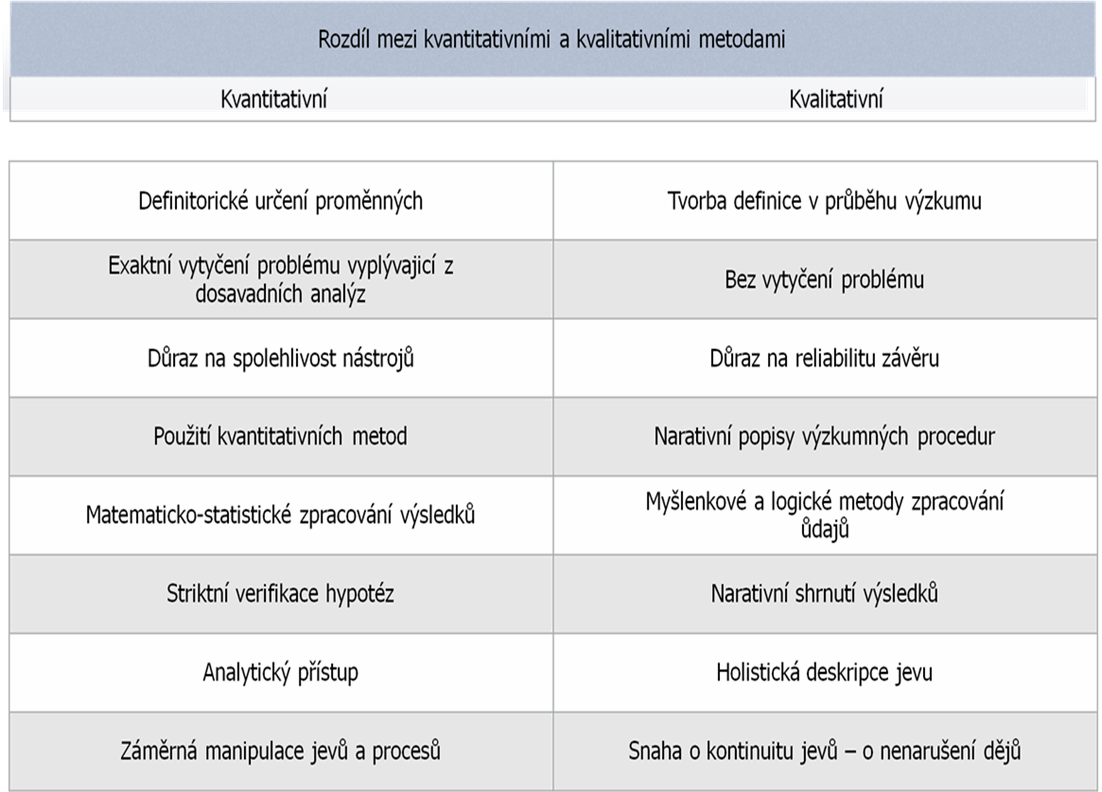 Rozdíl mezi kvantitativními a kvalitativními metodami
Kvantitativní Kvalitativní
Definitorické určení proměnných Tvorba definice v průběhu výzkumu
Exaktní vytyčení problému vyplývajicí z
dosavadních analýz
Bez vytyčení problému
Důraz na spolehlivost nástrojů Důraz na reliabilitu závěru
Použití kvantitativních metod Narativní popisy výzkumných procedur
Matematicko-statistické zpracování výsledků
Myšlenkové a logické metody zpracování
ůdajů
Striktní verifikace hypotéz Narativní shrnutí výsledků
Analytický přístup Holistická deskripce jevu
Záměrná manipulace jevů a procesů Snaha o kontinuitu jevů – o nenarušení dějů